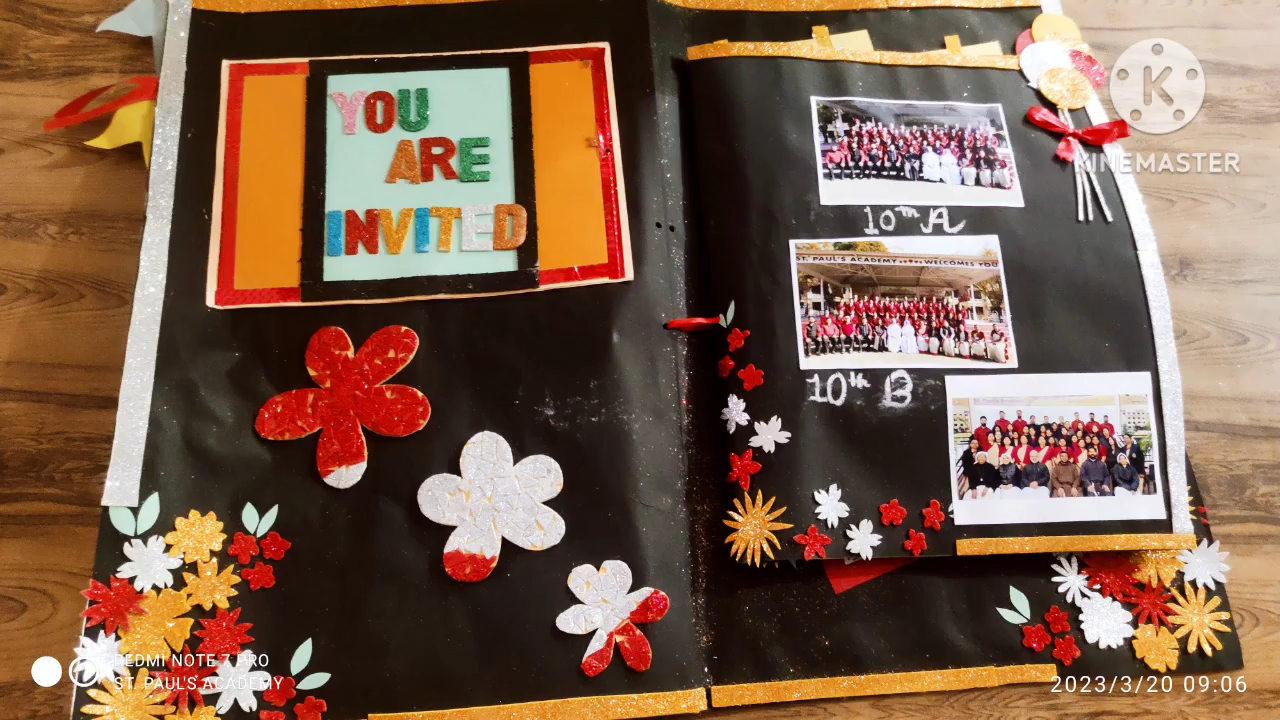 YOU
ARE
INVITED
10th A
ST. PAUL'S ACADEMY WELCOMES YOU
10th B
K
KINEMASTER
REDMI NOTE 7 PRO
ST. PAUL'S ACADEMY
2023/3/20 09:06